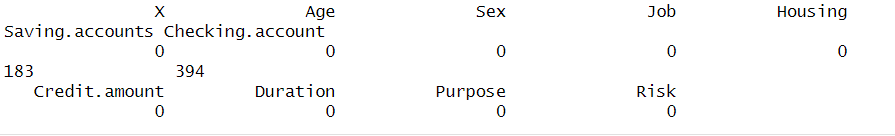 X Age Sex Job Housing
Saving.accounts Checking.account
0 0 0 0 0
183 394
Credit.amount Duration Purpose Risk
0 0 0 0